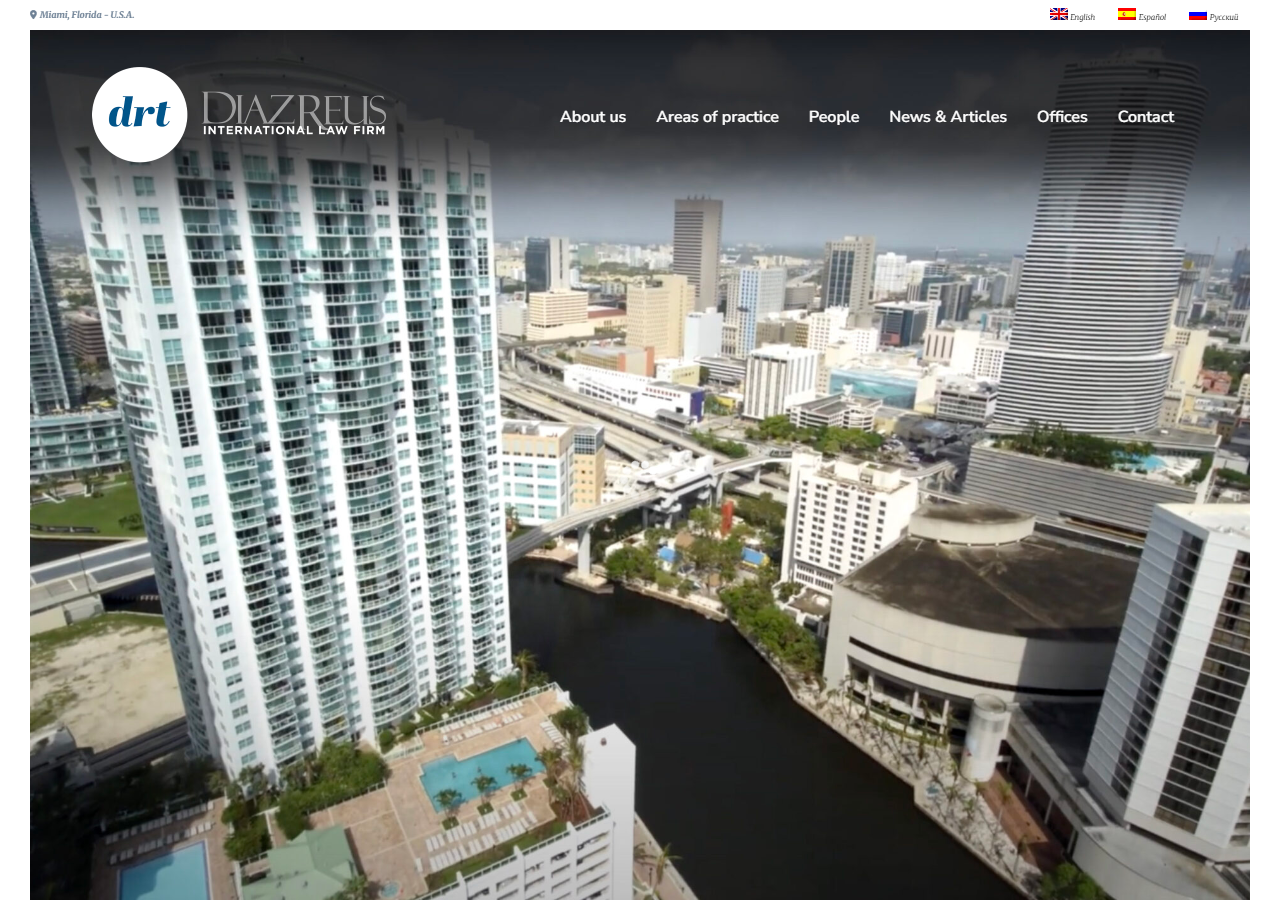 Miami, Florida - U.S.A.
English Español Русский
drt DIAZREUS
INTERNATIONAL LAW FIRM
About us Areas of practice People News & Articles Offices Contact